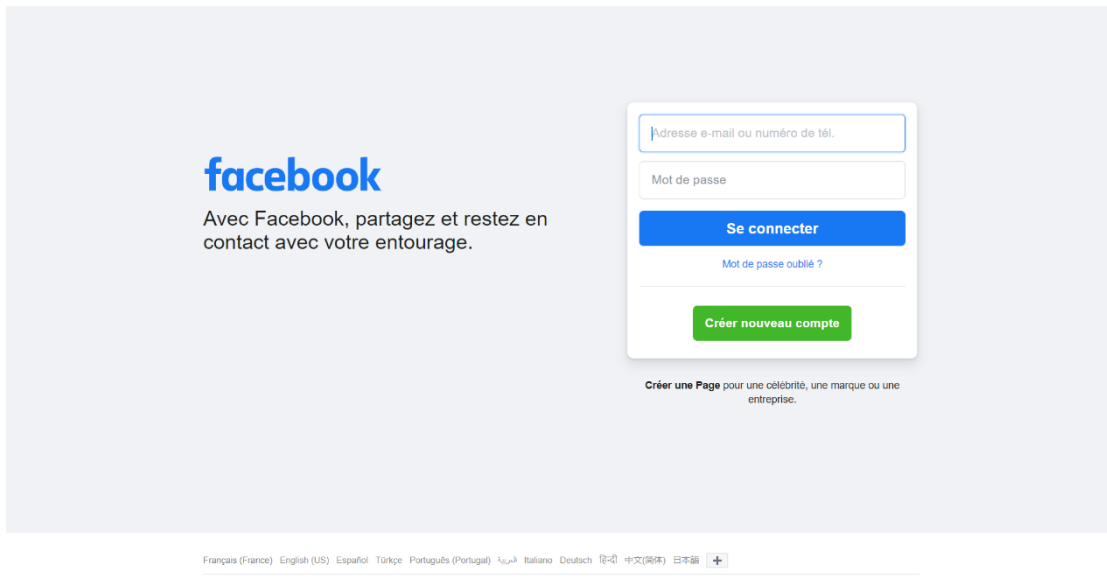 facebook
Avec Facebook, partagez et restez en
contact avec votre entourage.
Adresse e-mail ou numéro de tél.
Mot de passe
Se connecter
Mot de passe oublié ?
Créer nouveau compte
Créer une Page pour une célébrité, une marque ou une
entreprise.
Français (France) English (US) Español Türkçe Português (Portugal) العربية Italiano Deutsch हिन्दी 中文(简体) 日本語